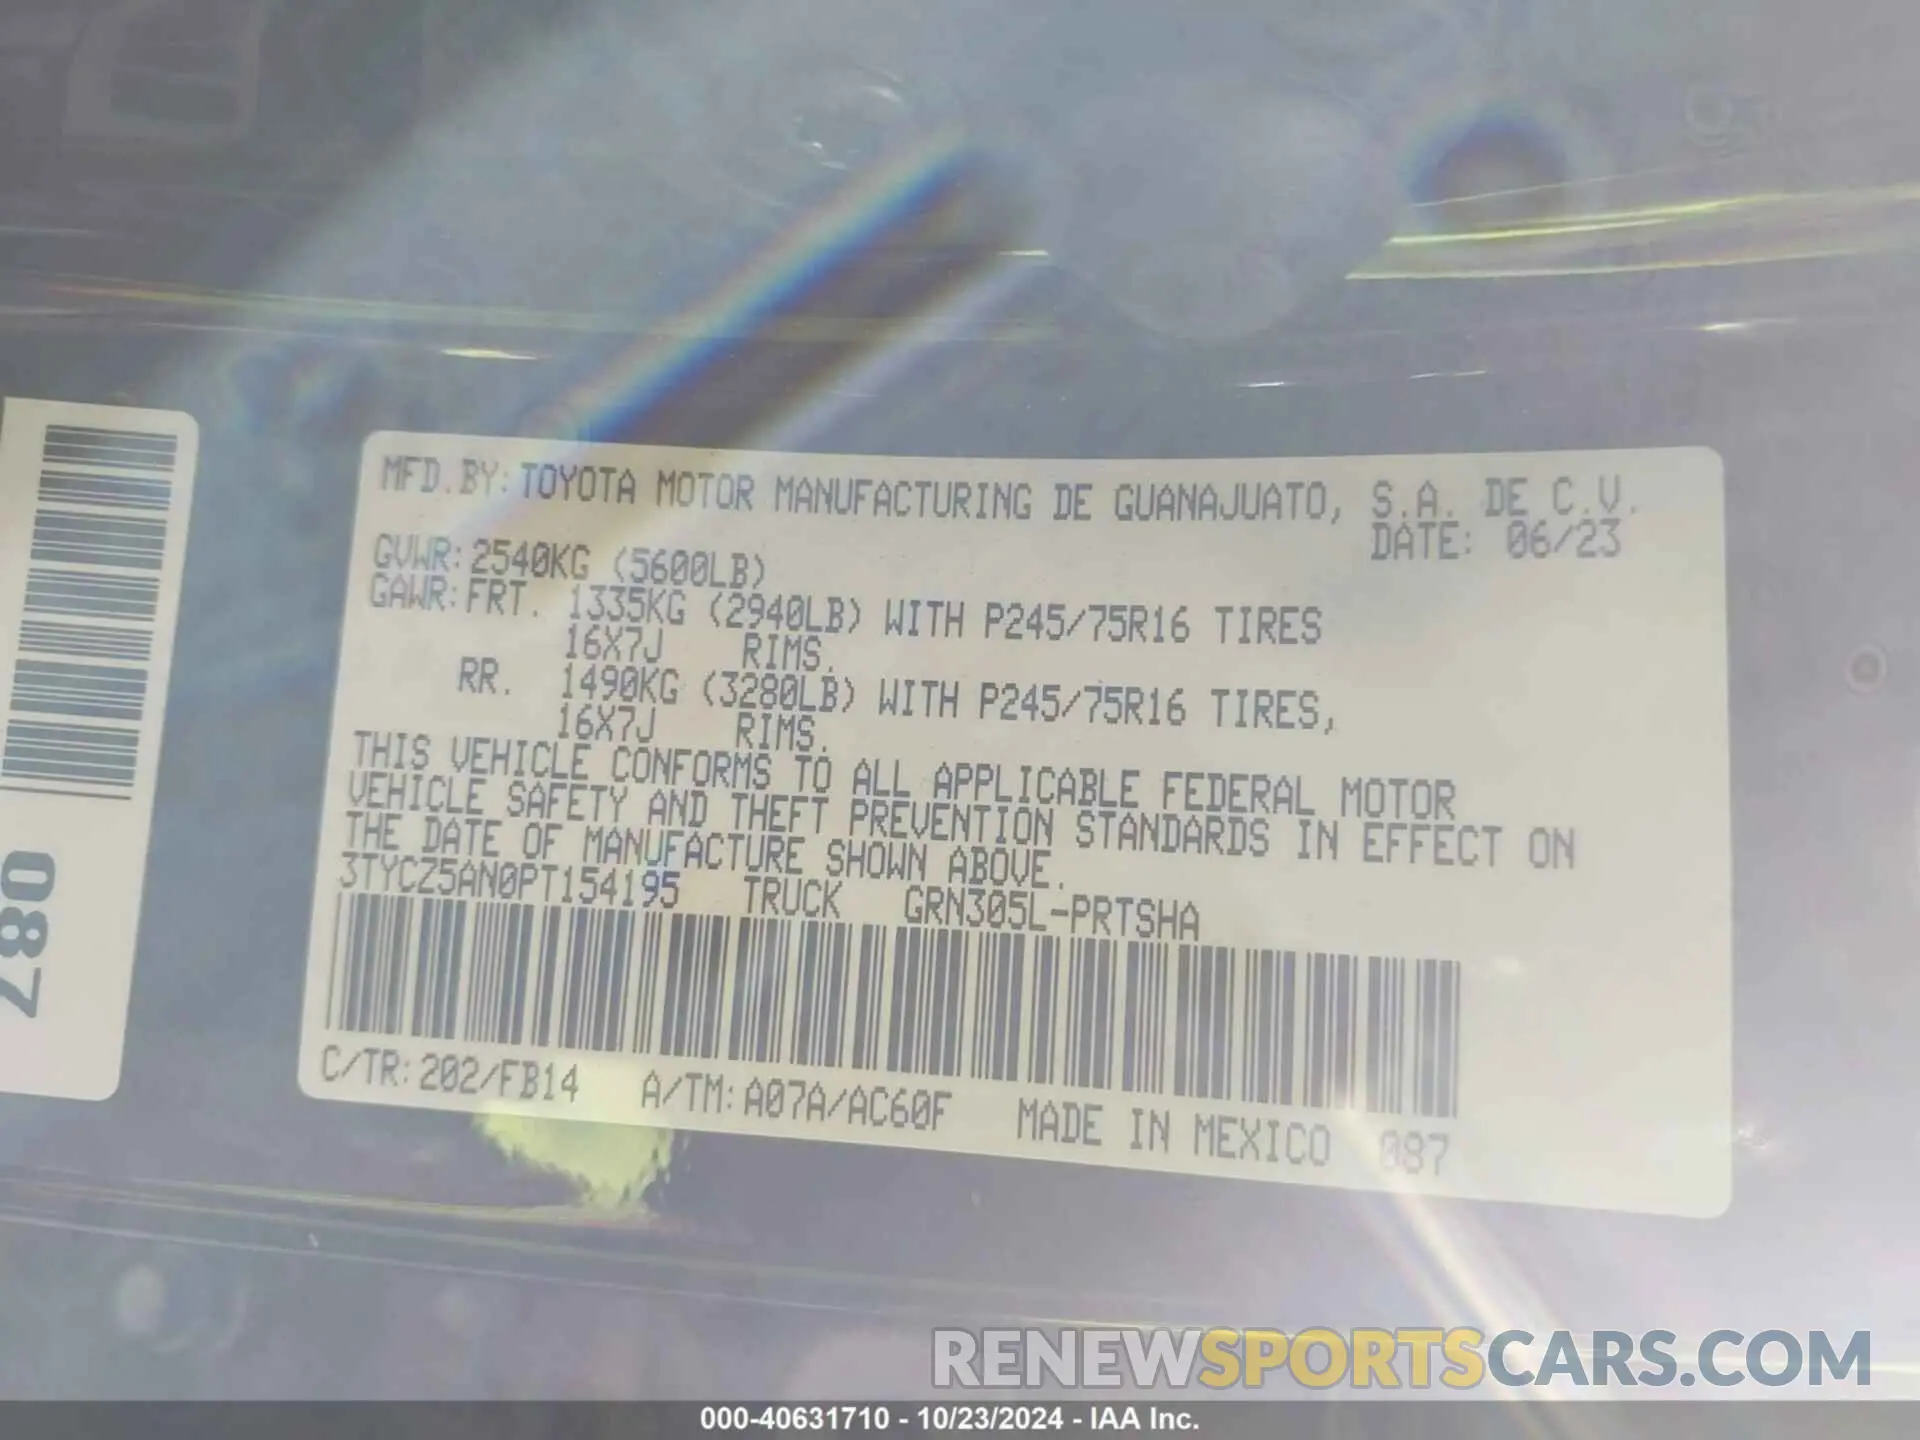 MFD.BY: TOYOTA MOTOR MANUFACTURING DE GUANAJUATO, S.A. DE C.V.
DATE: 06/23
GVWR: 2540KG (5600LB)
GAWR: FRT. 1335KG (2940LB) WITH P245/75R16 TIRES
16X7J RIMS.
RR. 1490KG (3280LB) WITH P245/75R16 TIRES,
16X7J RIMS.
THIS VEHICLE CONFORMS TO ALL APPLICABLE FEDERAL MOTOR
VEHICLE SAFETY AND THEFT PREVENTION STANDARDS IN EFFECT ON
THE DATE OF MANUFACTURE SHOWN ABOVE.
3TYCZ5AN0PT154195 TRUCK GRN305L-PRTSHA
C/TR: 202/FB14 A/TM: A07A/AC60F MADE IN MEXICO 087
087
RENEWSPORTSCARS.COM
000-40631710 - 10/23/2024 - IAA Inc.